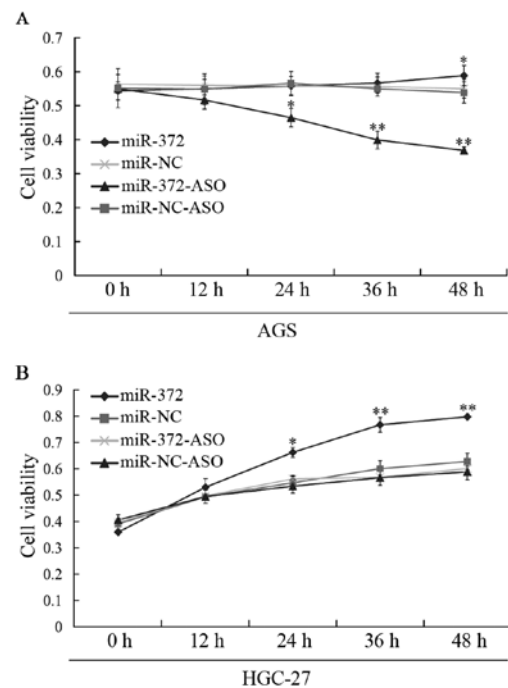 A
Cell viability
0.7
0.6
0.5
0.4
0.3
0.2
0.1
0
*
*
**
**
miR-372
miR-NC
miR-372-ASO
miR-NC-ASO
0 h 12 h 24 h 36 h 48 h
AGS
B
Cell viability
0.9
0.8
0.7
0.6
0.5
0.4
0.3
0.2
0.1
0
miR-372
miR-NC
miR-372-ASO
miR-NC-ASO
*
**
**
0 h 12 h 24 h 36 h 48 h
HGC-27